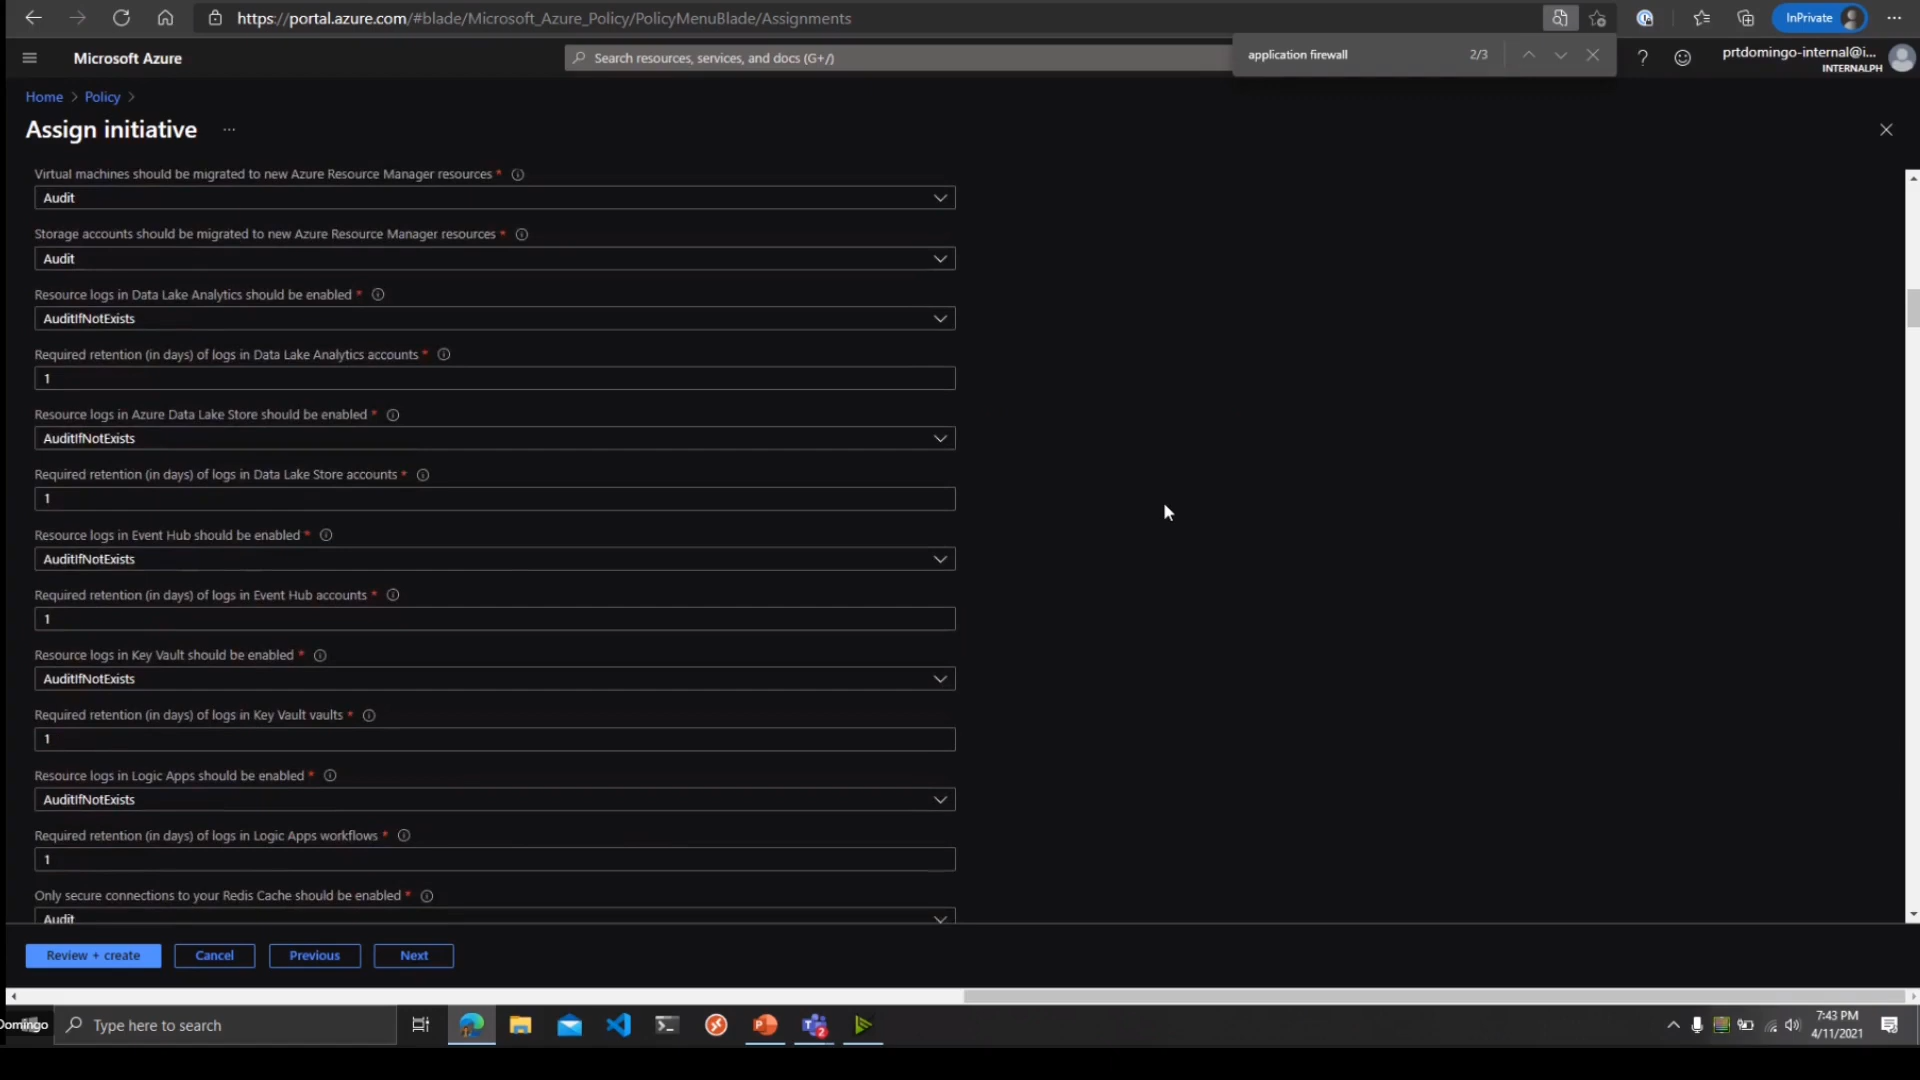 https://portal.azure.com/#blade/Microsoft_Azure_Policy/PolicyMenuBlade/Assignments
InPrivate
Microsoft Azure
Search resources, services, and docs (G+/)
application firewall
2/3
prtdomingo-internal@i...
INTERNALPH
Home > Policy >
Assign initiative ...
Virtual machines should be migrated to new Azure Resource Manager resources *
Audit
Storage accounts should be migrated to new Azure Resource Manager resources *
Audit
Resource logs in Data Lake Analytics should be enabled *
AuditIfNotExists
Required retention (in days) of logs in Data Lake Analytics accounts *
1
Resource logs in Azure Data Lake Store should be enabled *
AuditIfNotExists
Required retention (in days) of logs in Data Lake Store accounts *
1
Resource logs in Event Hub should be enabled *
AuditIfNotExists
Required retention (in days) of logs in Event Hub accounts *
1
Resource logs in Key Vault should be enabled *
AuditIfNotExists
Required retention (in days) of logs in Key Vault vaults *
1
Resource logs in Logic Apps should be enabled *
AuditIfNotExists
Required retention (in days) of logs in Logic Apps workflows *
1
Only secure connections to your Redis Cache should be enabled *
Audit
Review + create
Cancel
Previous
Next
Domingo
Type here to search
2
7:43 PM
4/11/2021